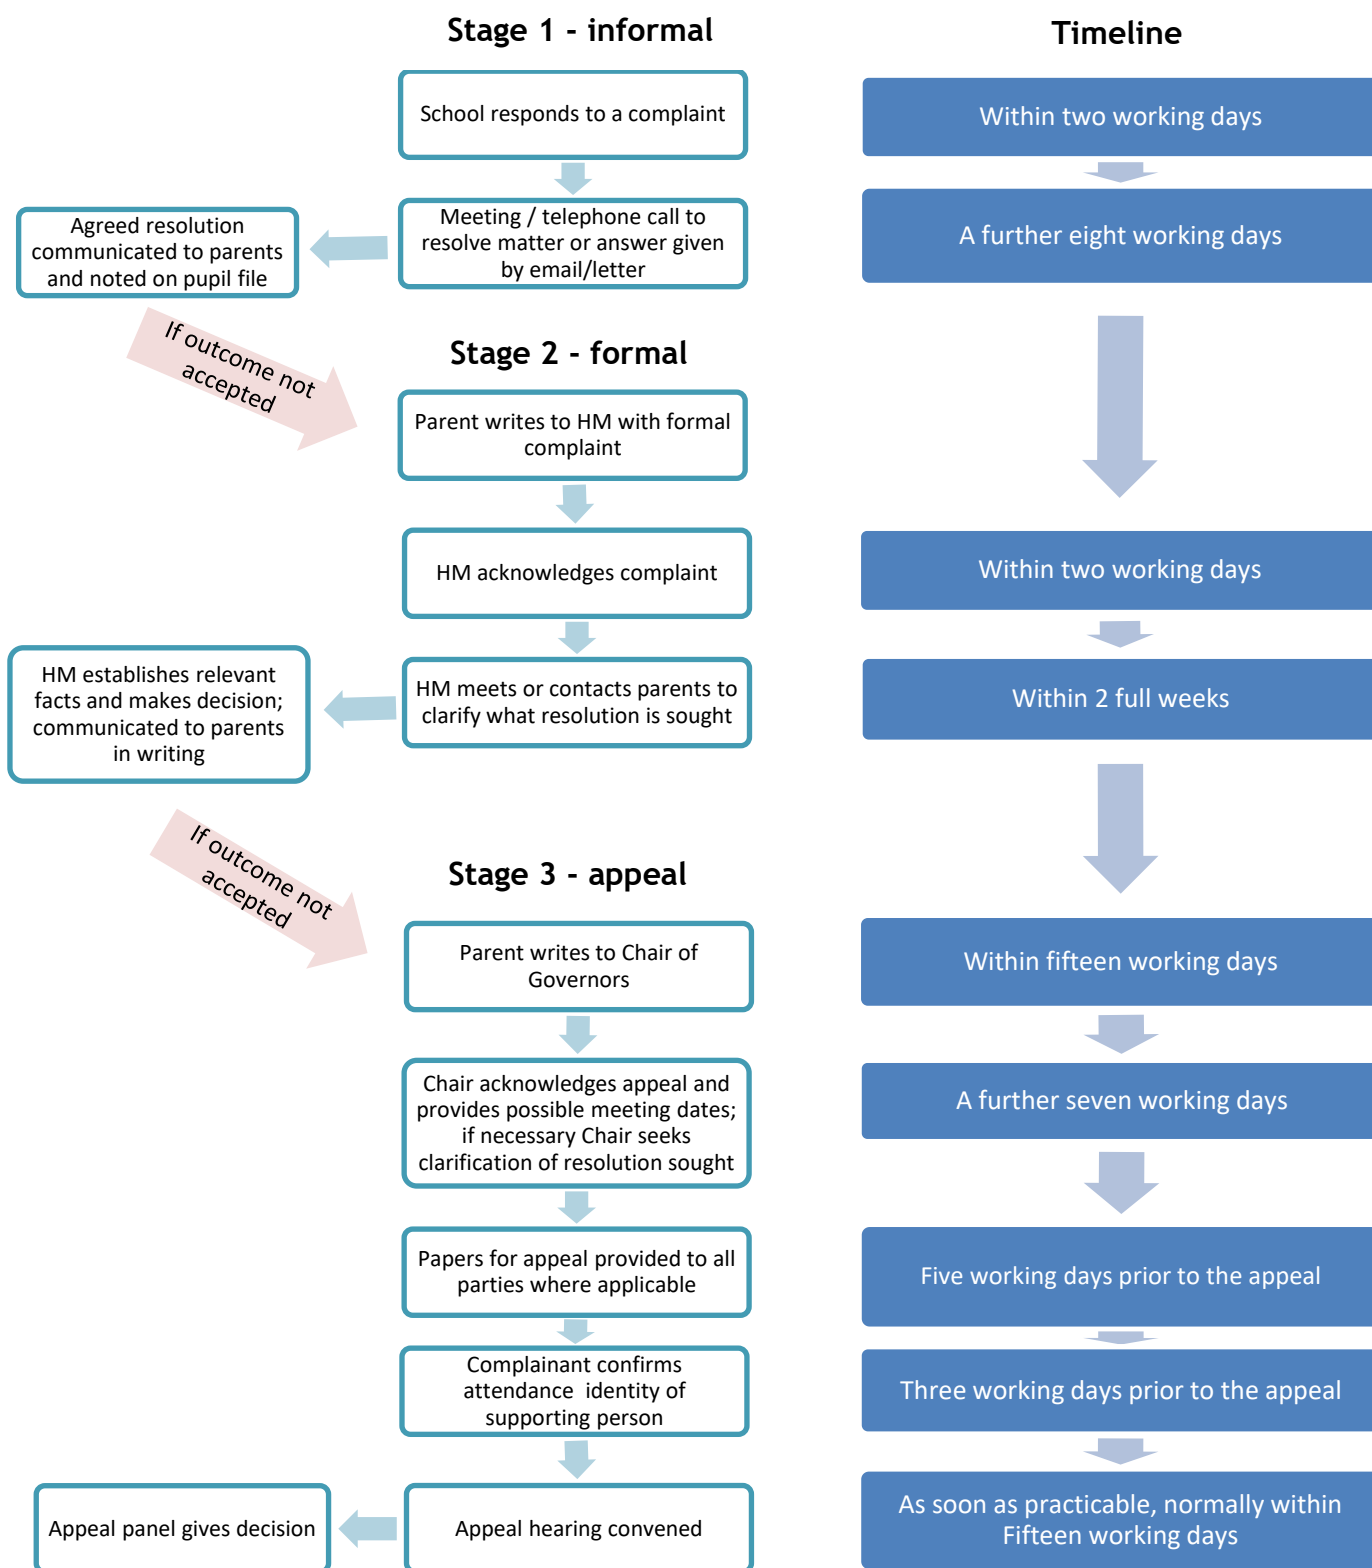 Stage 1 - informal
Timeline
School responds to a complaint
Within two working days
Meeting / telephone call to
resolve matter or answer given
by email/letter
A further eight working days
Agreed resolution
communicated to parents
and noted on pupil file
If outcome not
accepted
Stage 2 - formal
Parent writes to HM with formal
complaint
HM acknowledges complaint
Within two working days
HM meets or contacts parents to
clarify what resolution is sought
Within 2 full weeks
HM establishes relevant
facts and makes decision;
communicated to parents
in writing
If outcome not
accepted
Stage 3 - appeal
Parent writes to Chair of
Governors
Within fifteen working days
Chair acknowledges appeal and
provides possible meeting dates;
if necessary Chair seeks
clarification of resolution sought
A further seven working days
Papers for appeal provided to all
parties where applicable
Five working days prior to the appeal
Complainant confirms
attendance  identity of
supporting person
Three working days prior to the appeal
Appeal hearing convened
As soon as practicable, normally within
Fifteen working days
Appeal panel gives decision